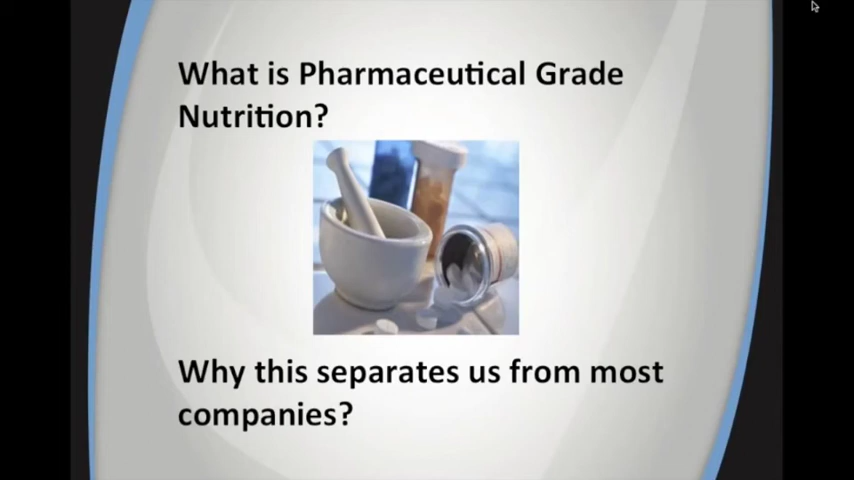 What is Pharmaceutical Grade
Nutrition?
Why this separates us from most
companies?